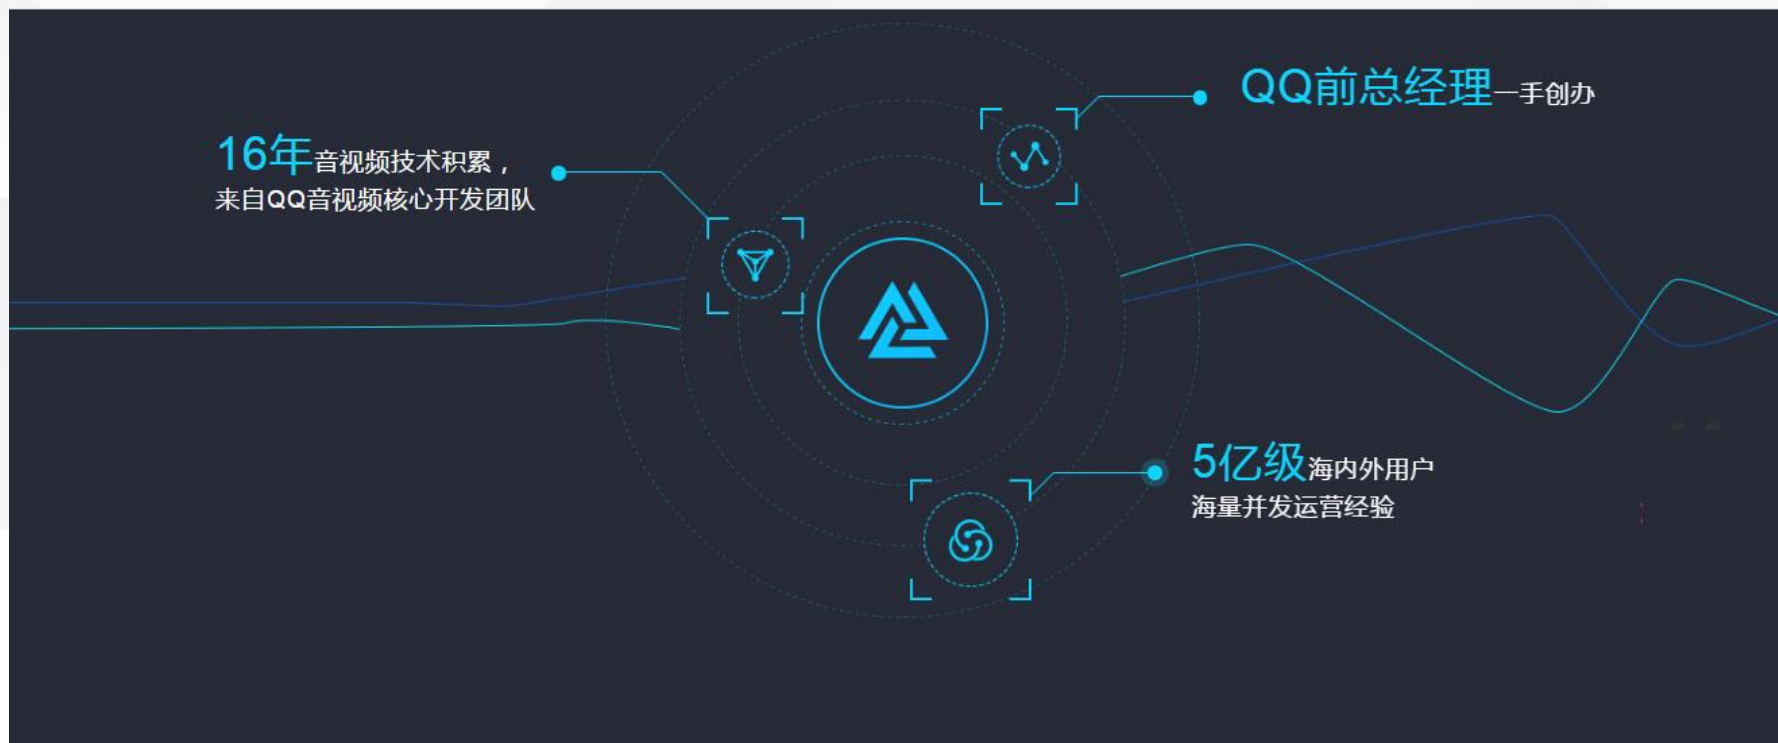 QQ前总经理一手创办
16年音视频技术积累，
来自QQ音视频核心开发团队
5亿级海内外用户
海量并发运营经验